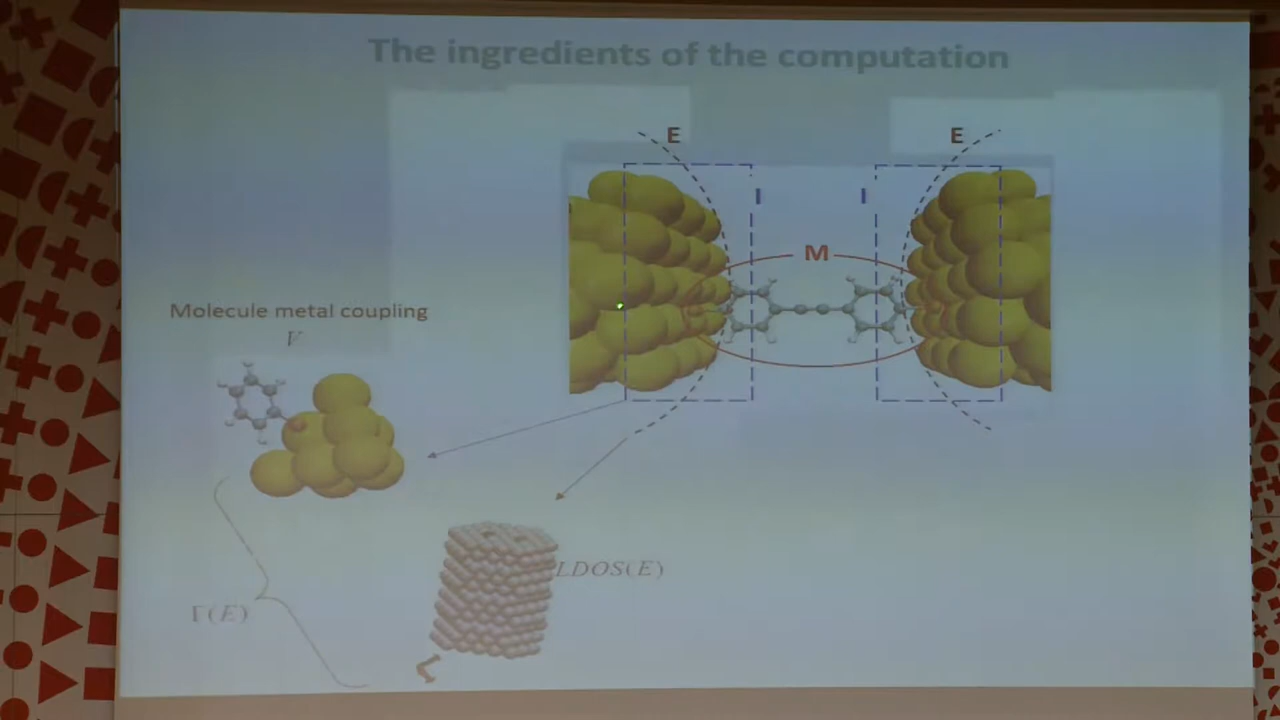 The ingredients of the computation
E
E
I
I
M
Molecule metal coupling
V
LDOS(E)
Γ(E)